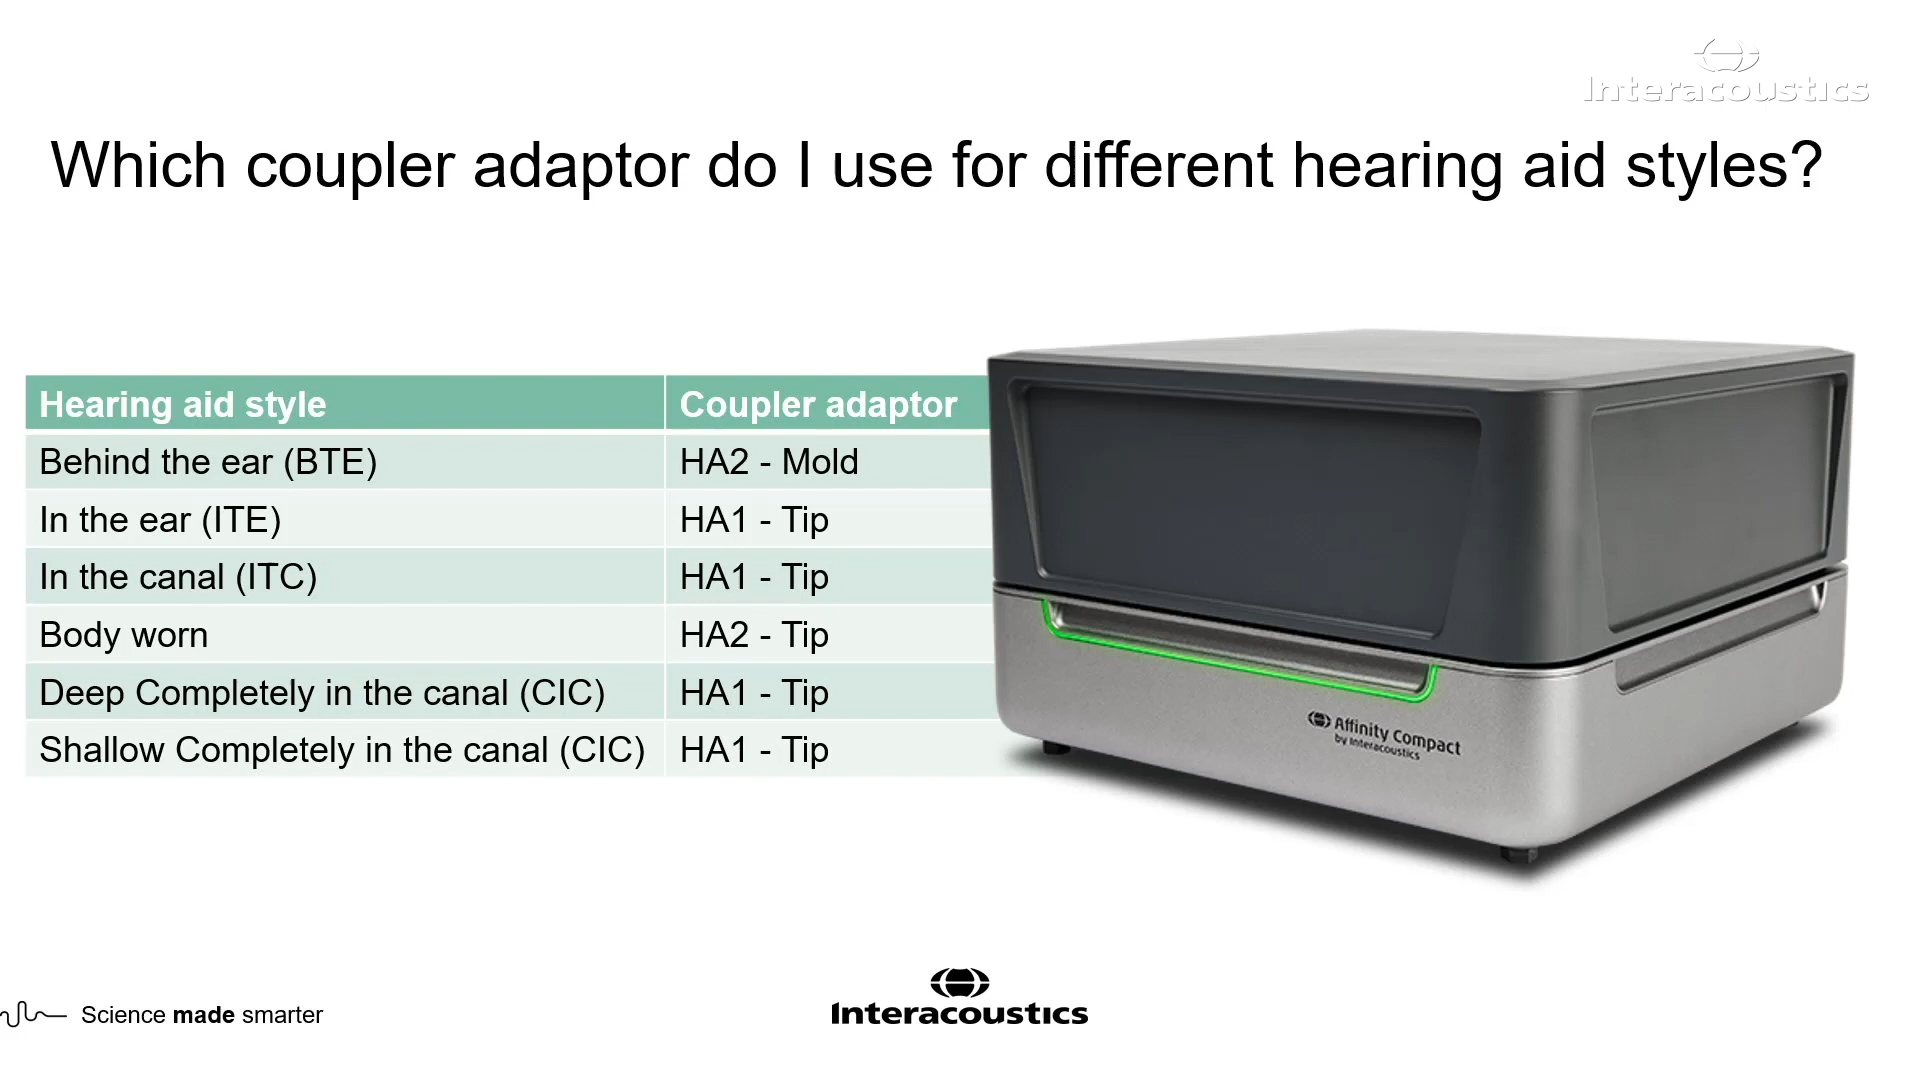 Interacoustics
Which coupler adaptor do I use for different hearing aid styles?
Hearing aid style Coupler adaptor
Behind the ear (BTE) HA2 - Mold
In the ear (ITE) HA1 - Tip
In the canal (ITC) HA1 - Tip
Body worn HA2 - Tip
Deep Completely in the canal (CIC) HA1 - Tip
Shallow Completely in the canal (CIC) HA1 - Tip
Affinity Compact
by Interacoustics
Science made smarter
Interacoustics